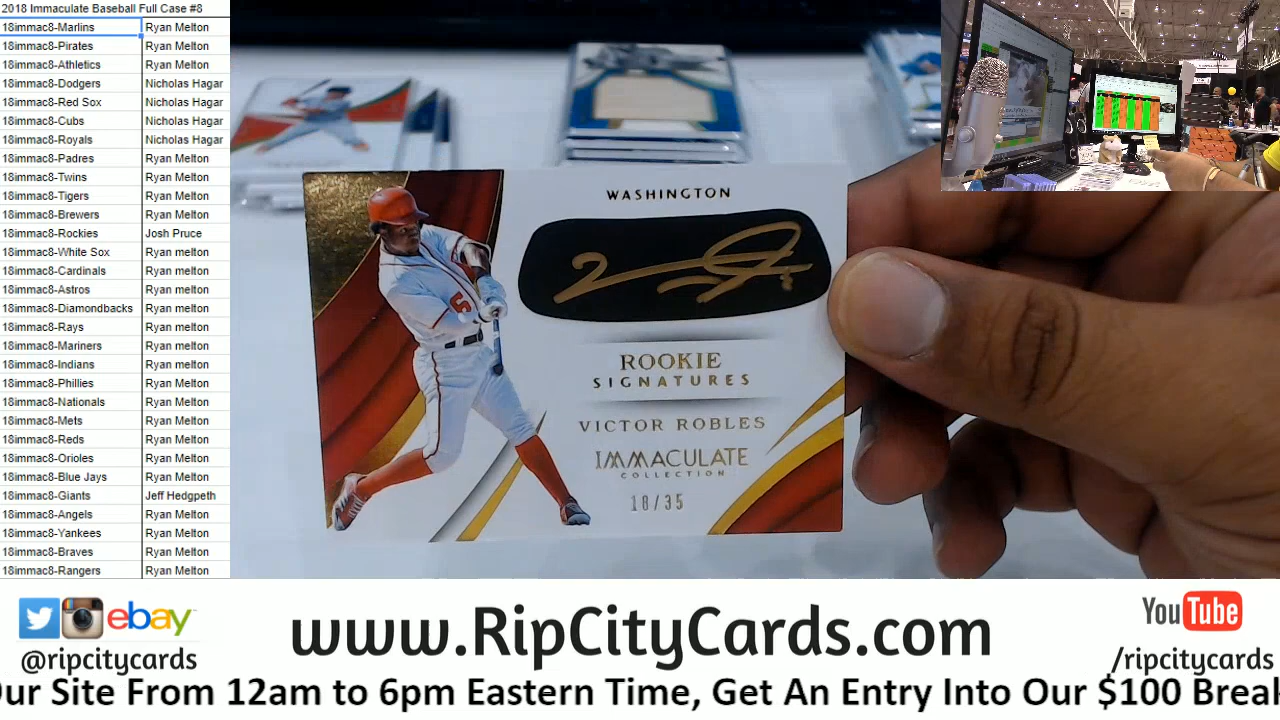 2018 Immaculate Baseball Full Case #8
18immac8-Marlins Ryan Melton
18immac8-Pirates Ryan Melton
18immac8-Athletics Ryan Melton
18immac8-Dodgers Nicholas Hagar
18immac8-Red Sox Nicholas Hagar
18immac8-Cubs Nicholas Hagar
18immac8-Royals Nicholas Hagar
18immac8-Padres Ryan Melton
18immac8-Twins Ryan Melton
18immac8-Tigers Ryan Melton
18immac8-Brewers Ryan Melton
18immac8-Rockies Josh Pruce
18immac8-White Sox Ryan melton
18immac8-Cardinals Ryan Melton
18immac8-Astros Ryan Melton
18immac8-Diamondbacks Ryan melton
18immac8-Rays Ryan melton
18immac8-Mariners Ryan melton
18immac8-Indians Ryan melton
18immac8-Phillies Ryan Melton
18immac8-Nationals Ryan Melton
18immac8-Mets Ryan Melton
18immac8-Reds Ryan Melton
18immac8-Orioles Ryan Melton
18immac8-Blue Jays Ryan Melton
18immac8-Giants Jeff Hedgpeth
18immac8-Angels Ryan Melton
18immac8-Yankees Ryan Melton
18immac8-Braves Ryan Melton
18immac8-Rangers Ryan Melton
WASHINGTON
ROOKIE
SIGNATURES
VICTOR ROBLES
IMMACULATE
COLLECTION
18/35
ebay
@ripcitycards
www.RipCityCards.com
YouTube
/ripcitycards
Our Site From 12am to 6pm Eastern Time, Get An Entry Into Our $100 Break